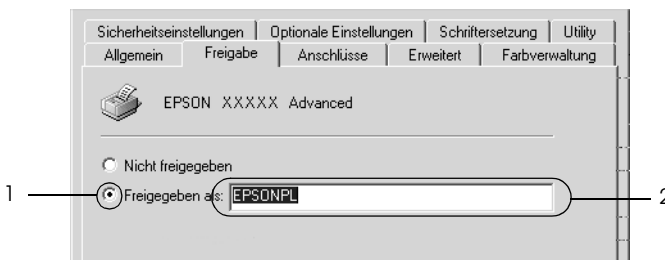 Sicherheitseinstellungen Optionale Einstellungen Schriftersetzung Utility
Allgemein Freigabe Anschlüsse Erweitert Farbverwaltung
EPSON XXXXX Advanced
Nicht freigegeben
1 Freigegeben als: EPSONPL 2